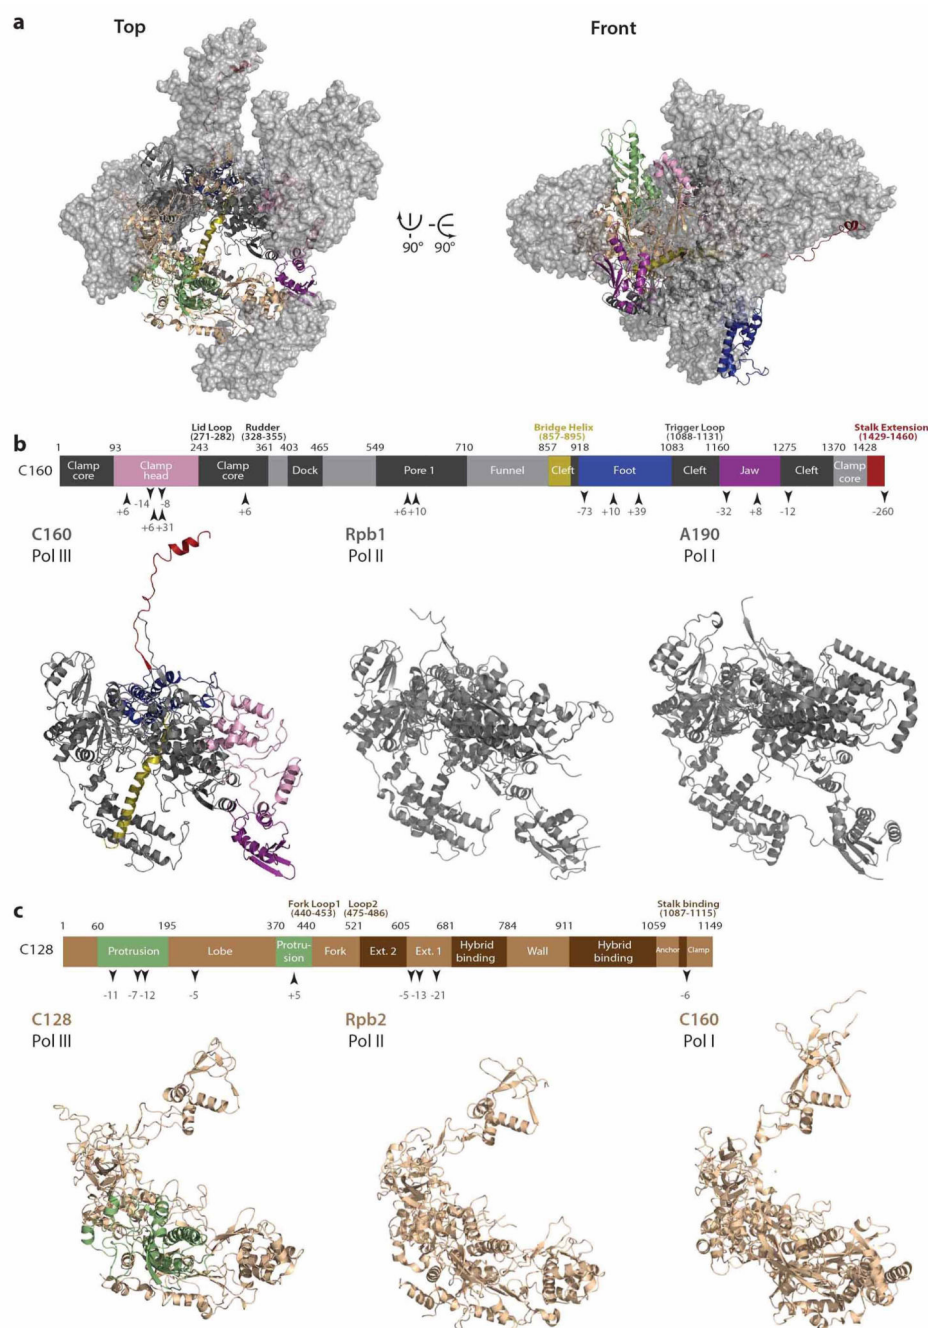 a
Top
Front
90° 90°
b
Lid Loop
(271-282)
Rudder
(328-355)
Bridge Helix
(857-895)
Trigger Loop
(1088-1131)
Stalk Extension
(1429-1460)
1 93 243 361 403 465 549 710 857 918 1083 1160 1275 1370 1428
C160
Clamp core
Clamp head
Clamp core
Dock
Pore 1
Funnel
Cleft
Foot
Cleft
Jaw
Cleft
Clamp core
+6 -14 -8 +6 +6 +10 -73 +10 +39 -32 +8 -12 -260
+6 +31
C160 Rpb1 A190
Pol III Pol II Pol I
c
Fork Loop1
(440-453)
Loop2
(475-486)
Stalk binding
(1087-1115)
1 60 195 370 440 521 605 681 784 911 1059 1149
C128
Protrusion
Lobe
Protru-
sion
Fork
Ext. 2
Ext. 1
Hybrid
binding
Wall
Hybrid
binding
Anchor
Clamp
-11 -7 -12 -5 +5 -5 -13 -21 -6
C128 Rpb2 C160
Pol III Pol II Pol I